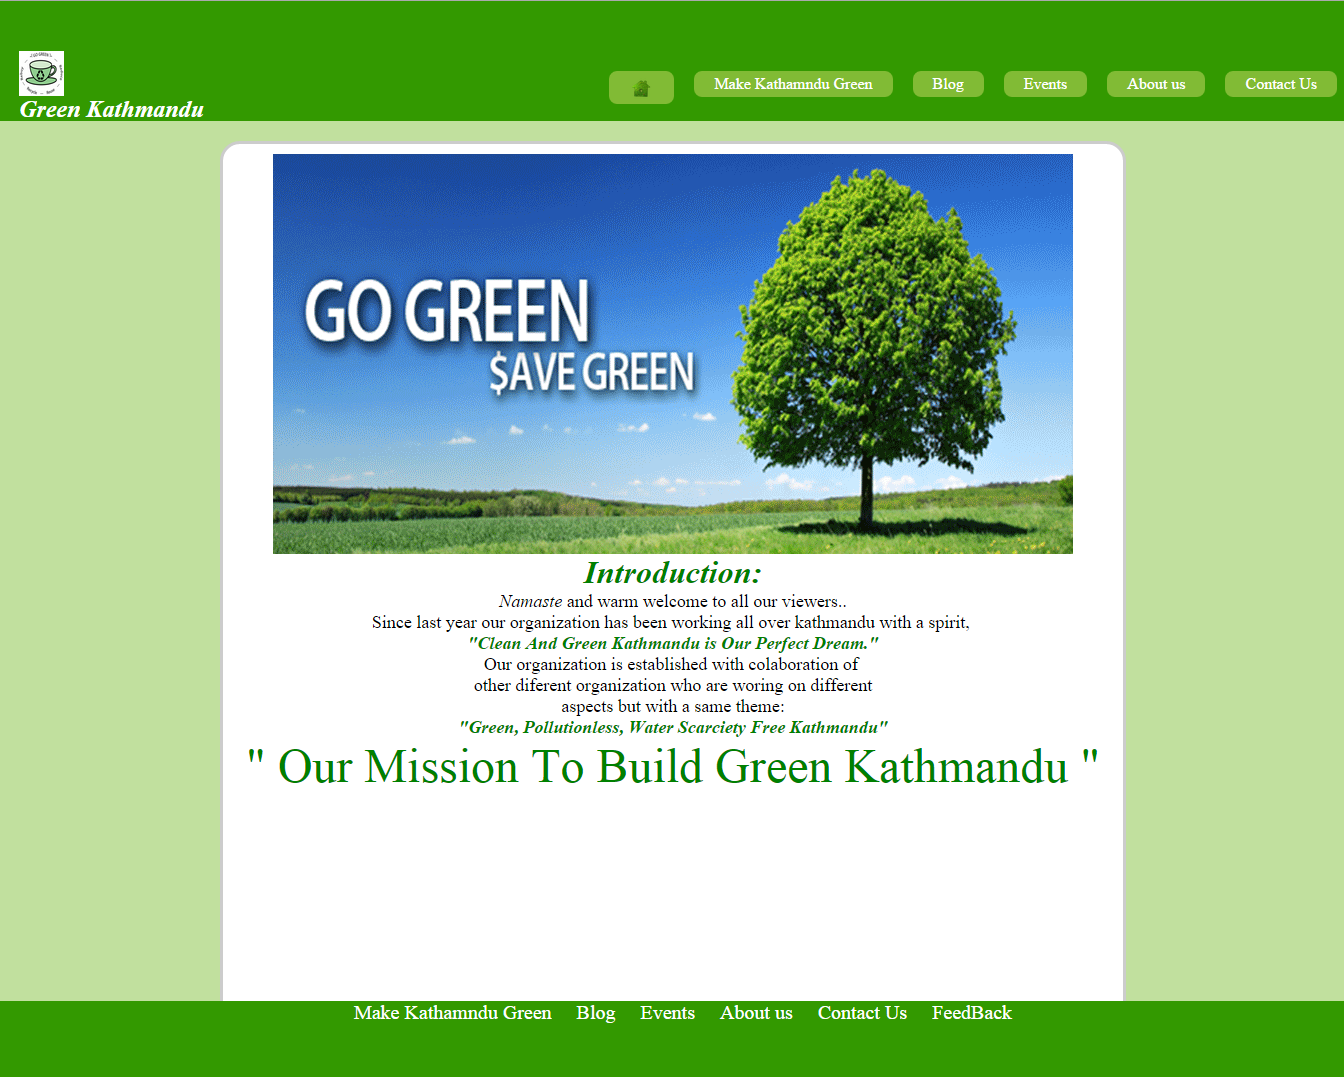 GO GREEN
Green Kathmandu
Make Kathamndu Green Blog Events About us Contact Us
GO GREEN
$AVE GREEN
Introduction:
Namaste and warm welcome to all our viewers..
Since last year our organization has been working all over kathmandu with a spirit,
"Clean And Green Kathmandu is Our Perfect Dream."
Our organization is established with colaboration of
other diferent organization who are woring on different
aspects but with a same theme:
"Green, Pollutionless, Water Scarciety Free Kathmandu"
" Our Mission To Build Green Kathmandu "
Make Kathamndu Green Blog Events About us Contact Us FeedBack